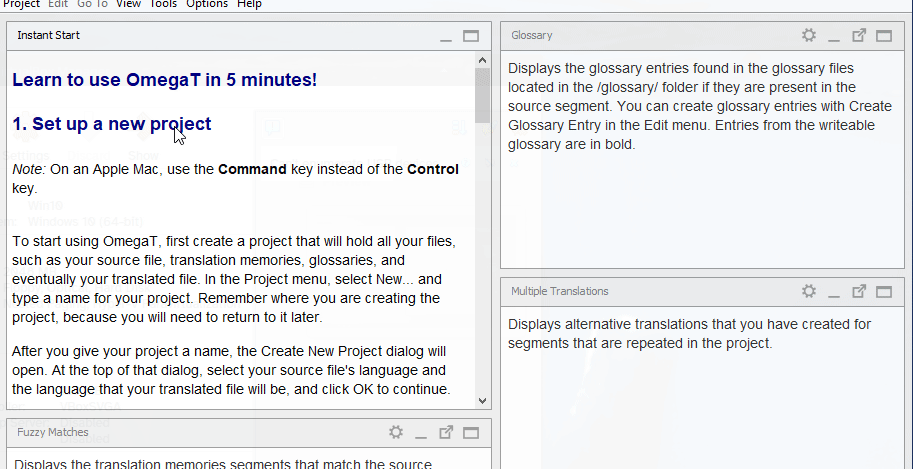 Project Edit Go To View Tools Options Help
Instant Start
Learn to use OmegaT in 5 minutes!
1. Set up a new project
Note: On an Apple Mac, use the Command key instead of the Control
key.
To start using OmegaT, first create a project that will hold all your files,
such as your source file, translation memories, glossaries, and
eventually your translated file. In the Project menu, select New... and
type a name for your project. Remember where you are creating the
project, because you will need to return to it later.
After you give your project a name, the Create New Project dialog will
open. At the top of that dialog, select your source file's language and
the language that your translated file will be, and click OK to continue.
Fuzzy Matches
Displays the translation memories segments that match the source
Glossary
Displays the glossary entries found in the glossary files
located in the /glossary/ folder if they are present in the
source segment. You can create glossary entries with Create
Glossary Entry in the Edit menu. Entries from the writeable
glossary are in bold.
Multiple Translations
Displays alternative translations that you have created for
segments that are repeated in the project.